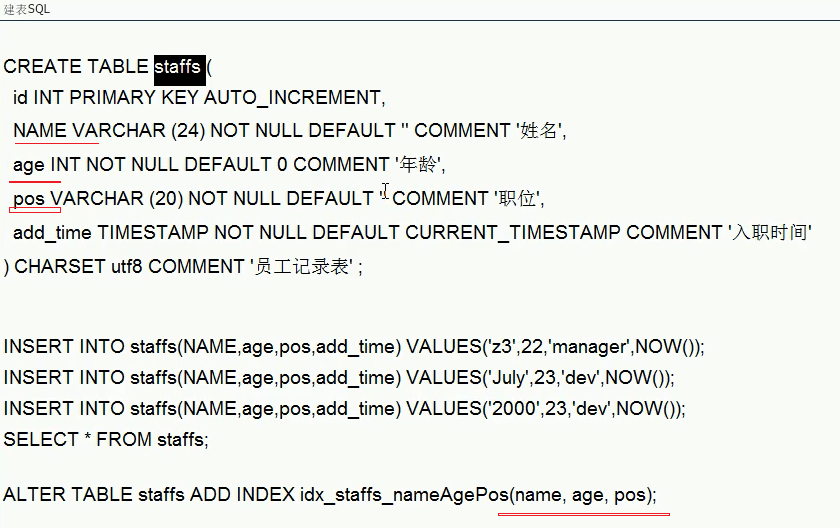 建表SQL
CREATE TABLE staffs (
id INT PRIMARY KEY AUTO_INCREMENT,
NAME VARCHAR (24) NOT NULL DEFAULT '' COMMENT '姓名',
age INT NOT NULL DEFAULT 0 COMMENT '年龄',
pos VARCHAR (20) NOT NULL DEFAULT '' COMMENT '职位',
add_time TIMESTAMP NOT NULL DEFAULT CURRENT_TIMESTAMP COMMENT '入职时间'
) CHARSET utf8 COMMENT '员工记录表' ;
INSERT INTO staffs(NAME,age,pos,add_time) VALUES('z3',22,'manager',NOW());
INSERT INTO staffs(NAME,age,pos,add_time) VALUES('July',23,'dev',NOW());
INSERT INTO staffs(NAME,age,pos,add_time) VALUES('2000',23,'dev',NOW());
SELECT * FROM staffs;
ALTER TABLE staffs ADD INDEX idx_staffs_nameAgePos(name, age, pos);